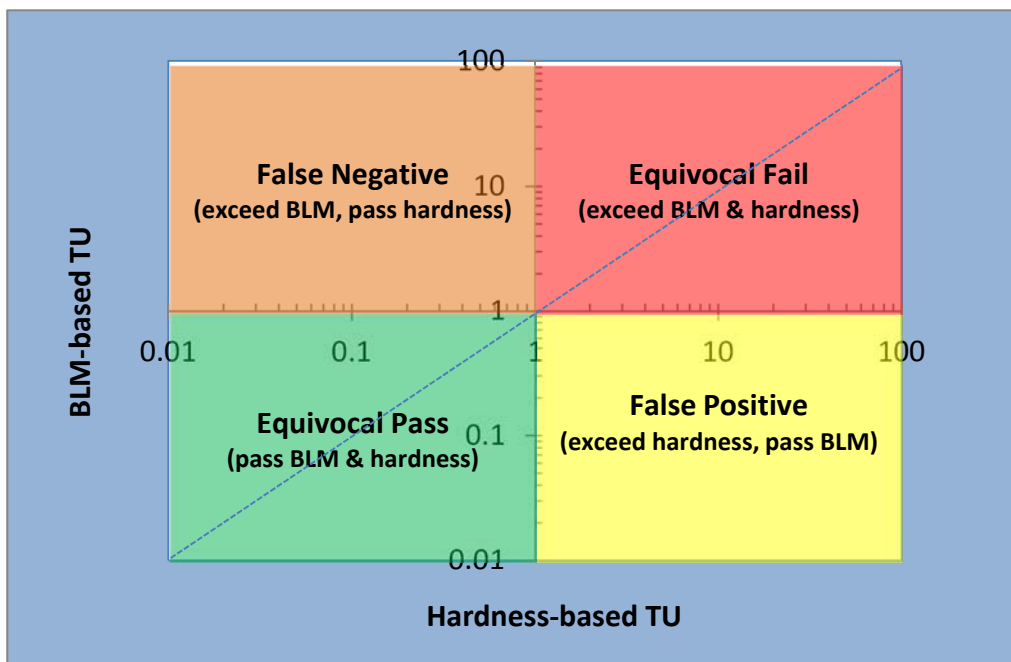 100
False Negative
(exceed BLM, pass hardness)
10
Equivocal Fail
(exceed BLM & hardness)
BLM-based TU
1
0.01
0.1
1
10
100
Equivocal Pass
(pass BLM & hardness)
0.1
False Positive
(exceed hardness, pass BLM)
0.01
Hardness-based TU